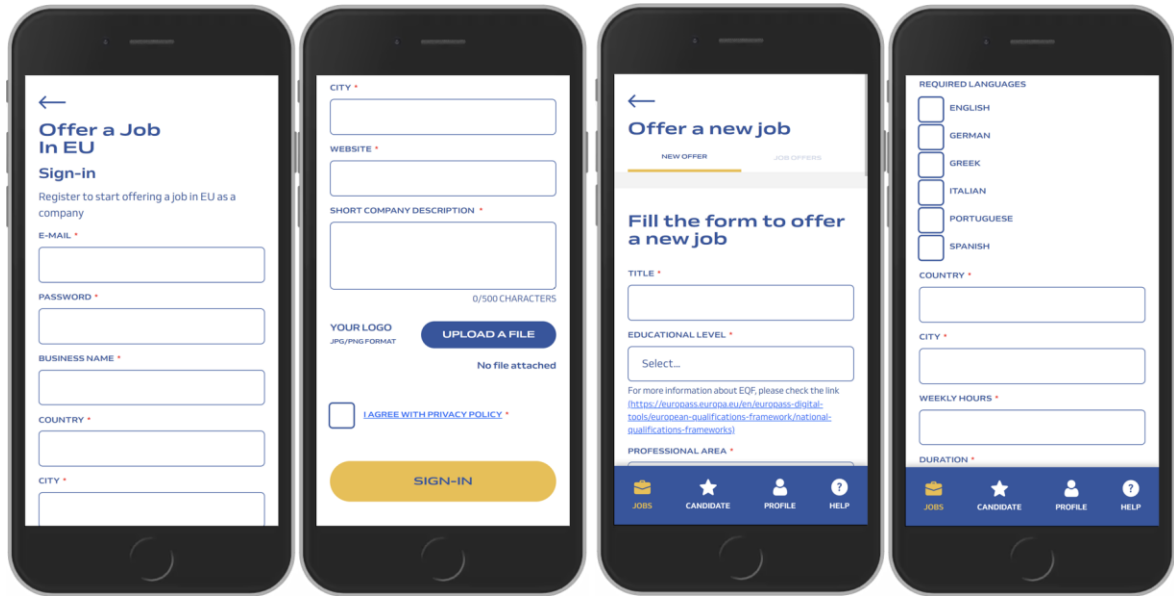 Offer a Job
In EU
Sign-in
Register to start offering a job in EU as a
company
E-MAIL *
PASSWORD *
BUSINESS NAME *
COUNTRY *
CITY *
CITY *
WEBSITE *
SHORT COMPANY DESCRIPTION *
0/500 CHARACTERS
YOUR LOGO
JPG/PNG FORMAT
UPLOAD A FILE
No file attached
I AGREE WITH PRIVACY POLICY *
SIGN-IN
Offer a new job
NEW OFFER
JOB OFFERS
Fill the form to offer
a new job
TITLE *
EDUCATIONAL LEVEL *
Select...
For more information about EQF, please check the link
(https://europass.europa.eu/en/europass-digital-
tools/european-qualifications-framework/national-
qualifications-frameworks)
PROFESSIONAL AREA *
JOBS
CANDIDATE
PROFILE
HELP
REQUIRED LANGUAGES
ENGLISH
GERMAN
GREEK
ITALIAN
PORTUGUESE
SPANISH
COUNTRY *
CITY *
WEEKLY HOURS *
DURATION *
JOBS
CANDIDATE
PROFILE
HELP